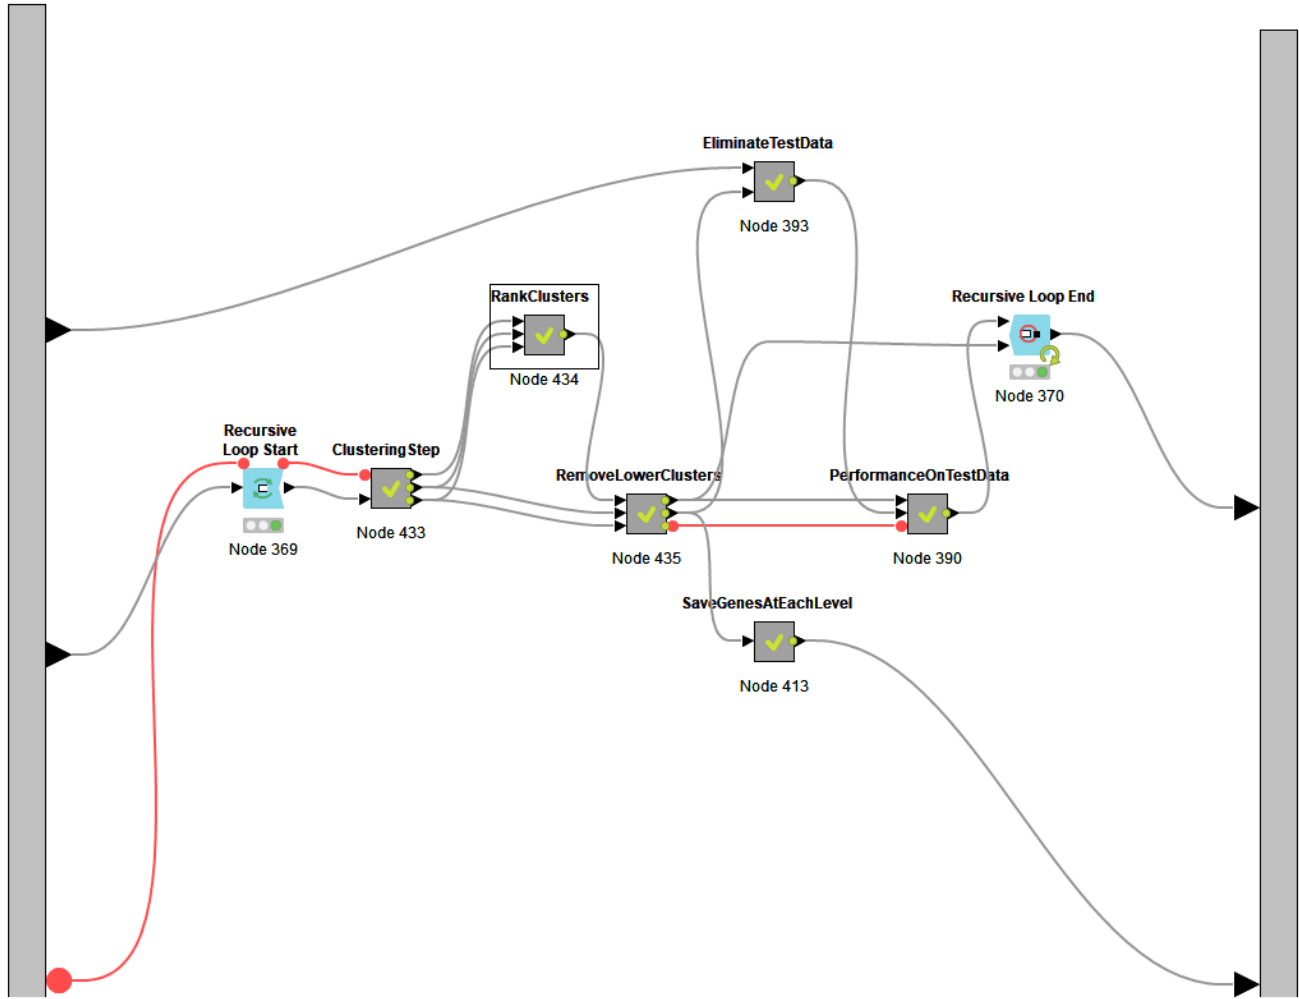 EliminateTestData
Node 393
RankClusters
Node 434
Recursive Loop End
Node 370
Recursive
Loop Start
Node 369
ClusteringStep
Node 433
RemoveLowerClusters
Node 435
PerformanceOnTestData
Node 390
SaveGenesAtEachLevel
Node 413